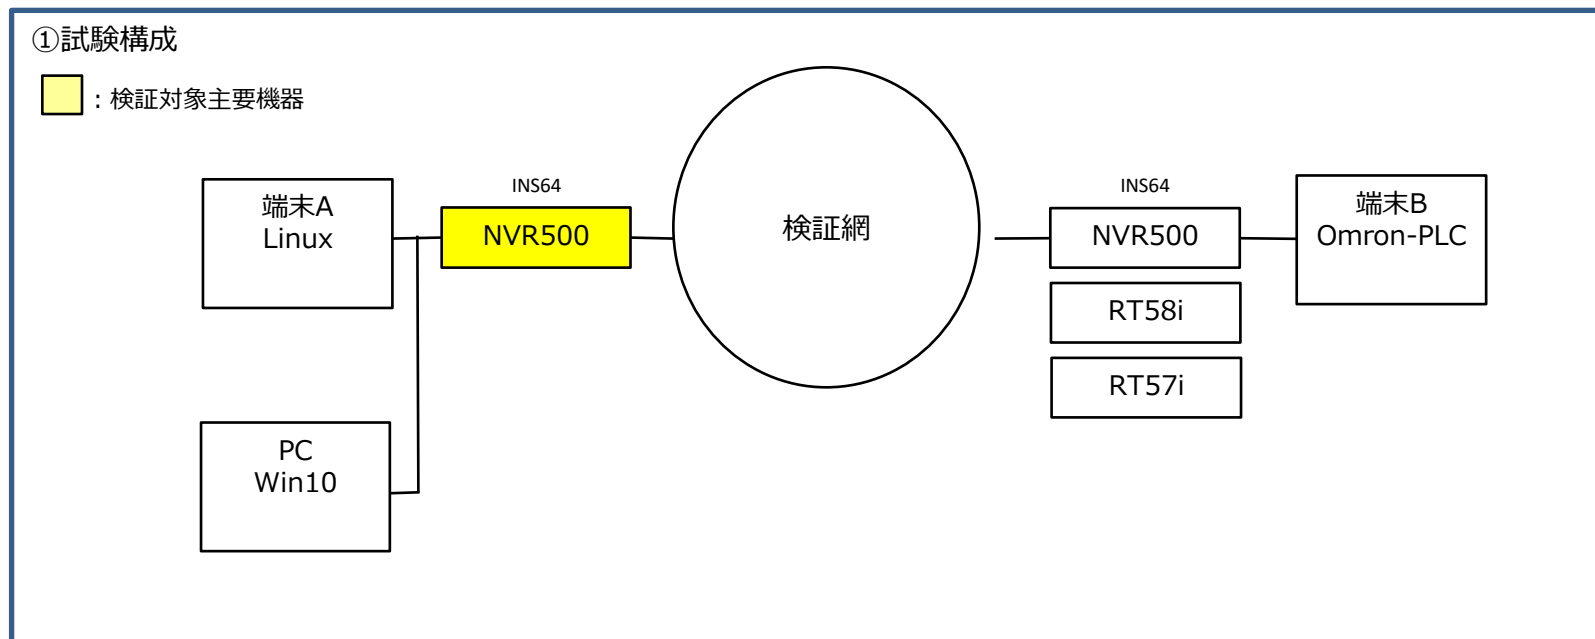 ①試験構成
：検証対象主要機器
端末A
Linux
INS64
NVR500
検証網
INS64
NVR500
端末B
Omron-PLC
RT58i
RT57i
PC
Win10